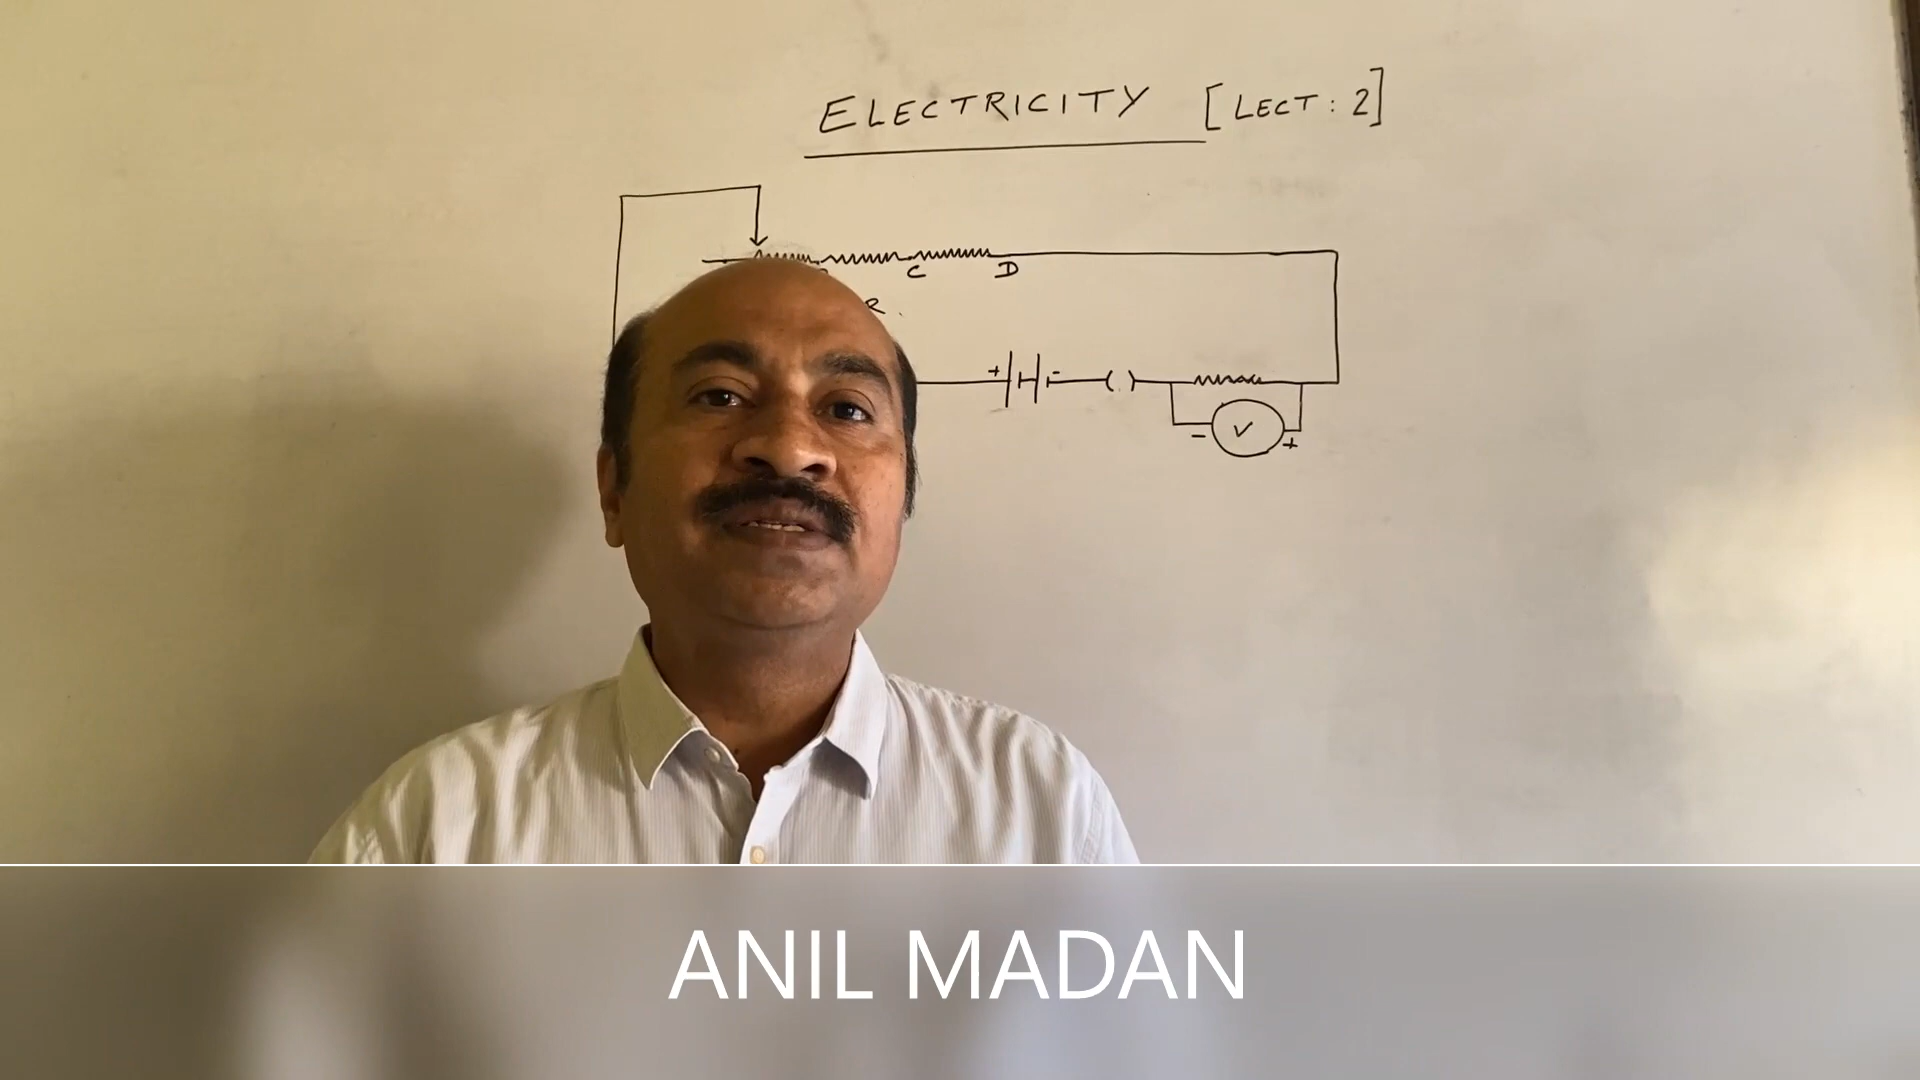 ELECTRICITY [LECT: 2]
C D
R.
+ -
V
- +
ANIL MADAN